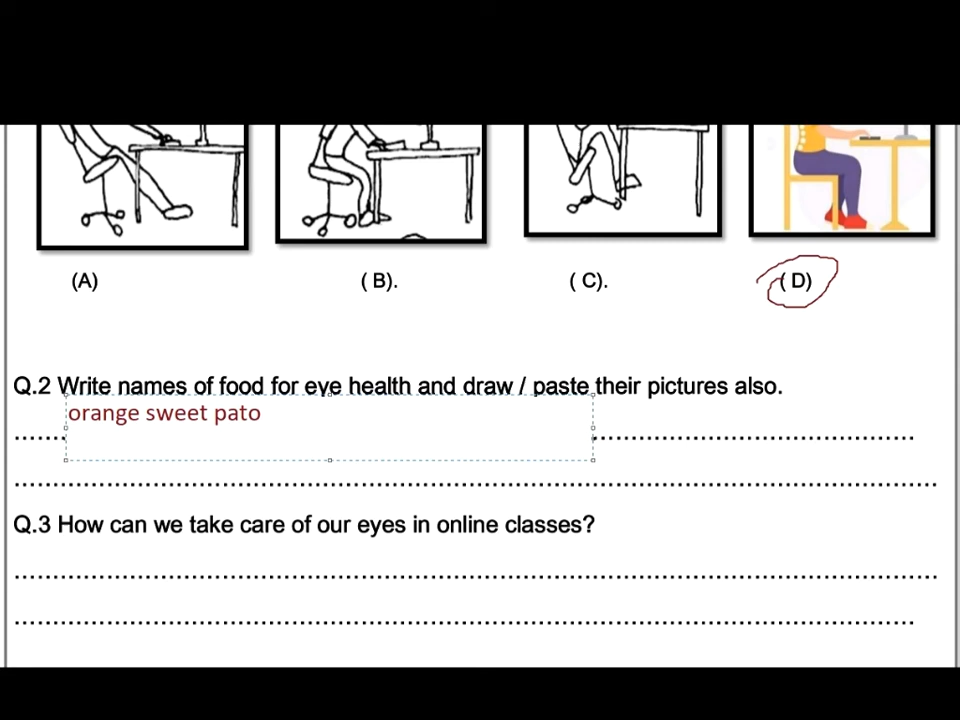 (A) ( B). ( C). ( D)
Q.2 Write names of food for eye health and draw / paste their pictures also.
orange sweet pato
Q.3 How can we take care of our eyes in online classes?